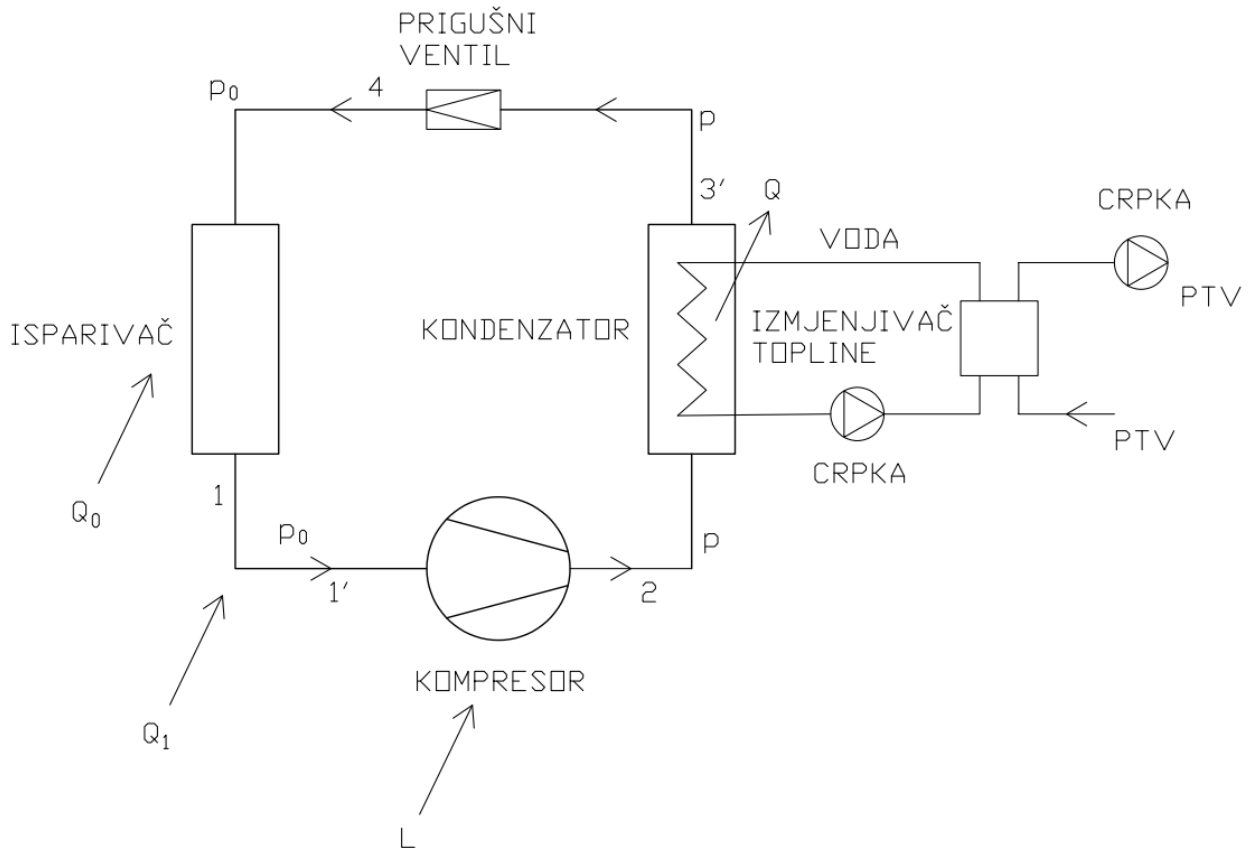 PRIGUŠNI
VENTIL
p₀
4
p
3'
Q
CRPKA
VODA
PTV
ISPARIVAČ
KONDENZATOR
IZMJENJIVAČ
TOPLINE
PTV
CRPKA
Q₀
1
p₀
1'
2
p
KOMPRESOR
Q₁
L